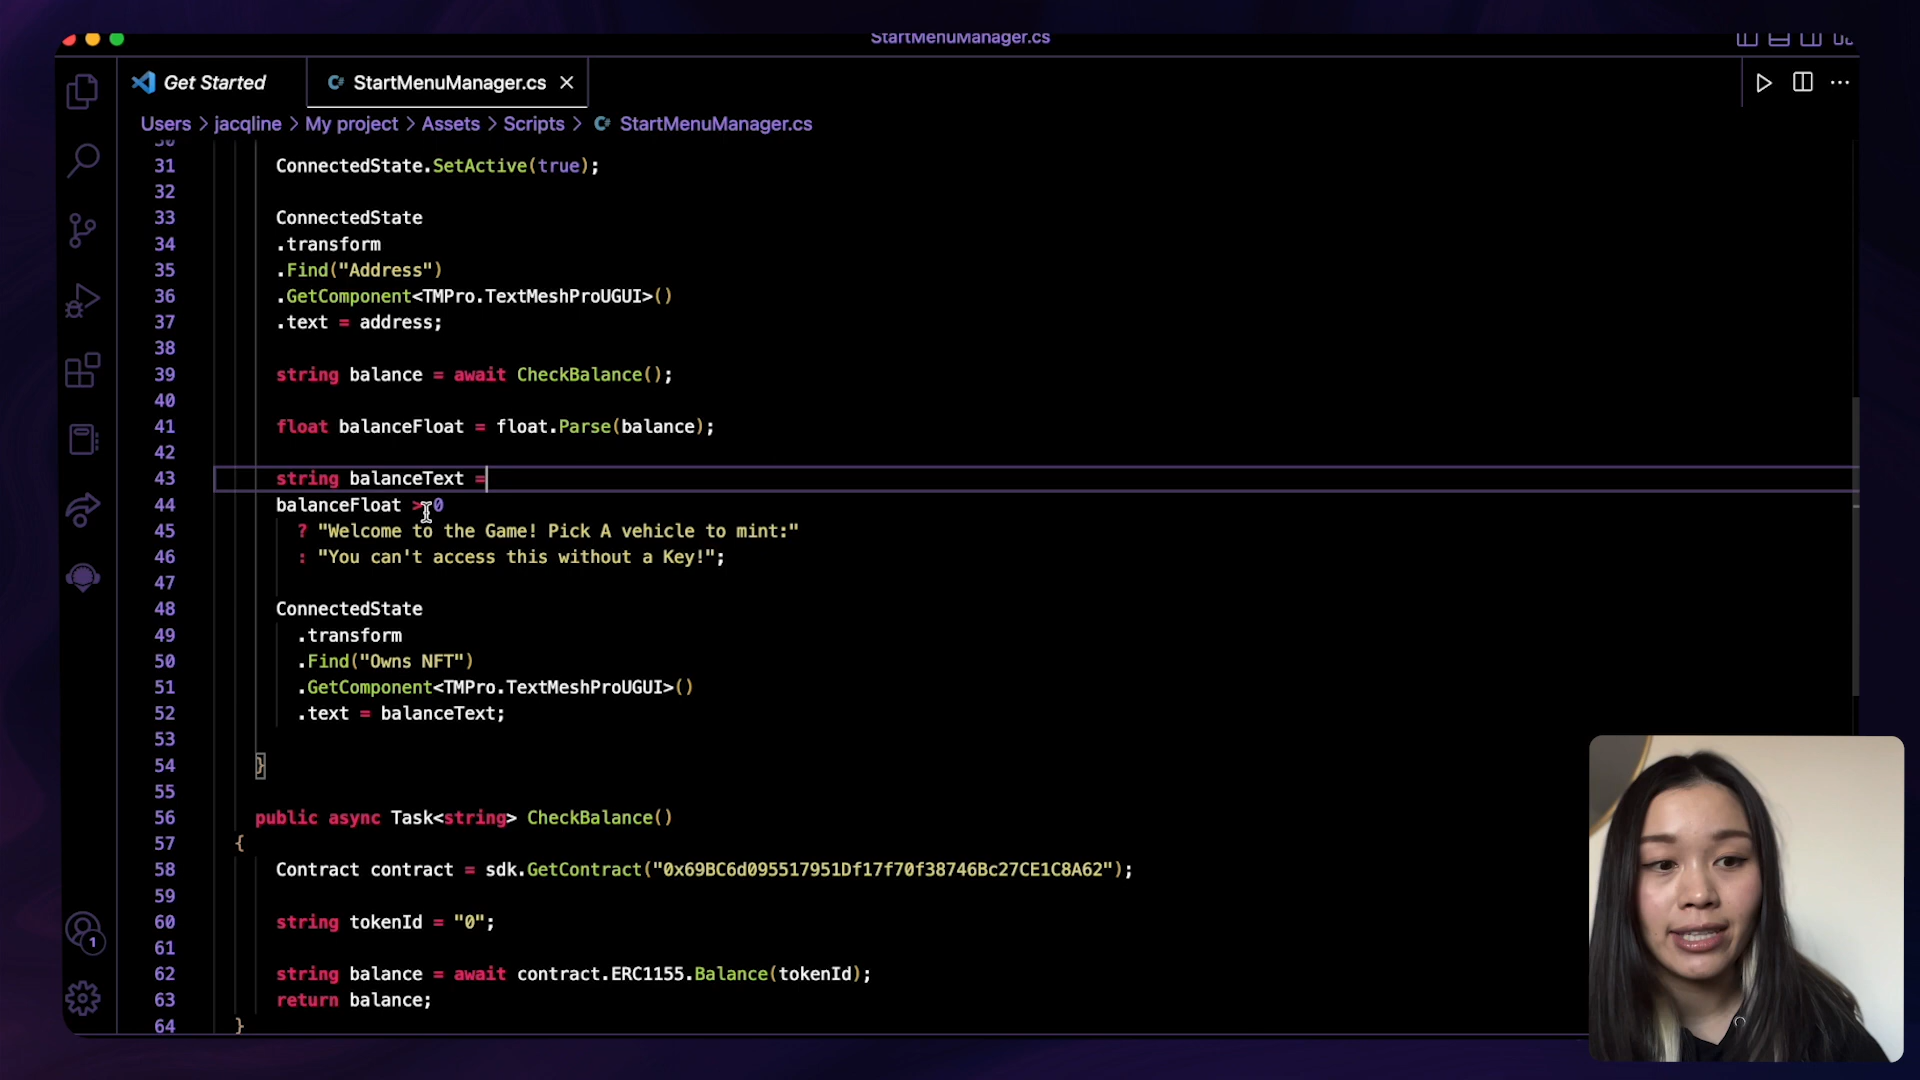 StartMenuManager.cs
Get Started
C# StartMenuManager.cs
Users > jacqline > My project > Assets > Scripts > C# StartMenuManager.cs
30
31 ConnectedState.SetActive(true);
32
33 ConnectedState
34 .transform
35 .Find("Address")
36 .GetComponent<TMPro.TextMeshProUGUI>()
37 .text = address;
38
39 string balance = await CheckBalance();
40
41 float balanceFloat = float.Parse(balance);
42
43 string balanceText =
44 balanceFloat > 0
45 ? "Welcome to the Game! Pick A vehicle to mint:"
46 : "You can't access this without a Key!";
47
48 ConnectedState
49 .transform
50 .Find("Owns NFT")
51 .GetComponent<TMPro.TextMeshProUGUI>()
52 .text = balanceText;
53
54 }
55
56 public async Task<string> CheckBalance()
57 {
58 Contract contract = sdk.GetContract("0x69BC6d095517951Df17f70f38746Bc27CE1C8A62");
59
60 string tokenId = "0";
61
62 string balance = await contract.ERC1155.Balance(tokenId);
63 return balance;
64 }
1